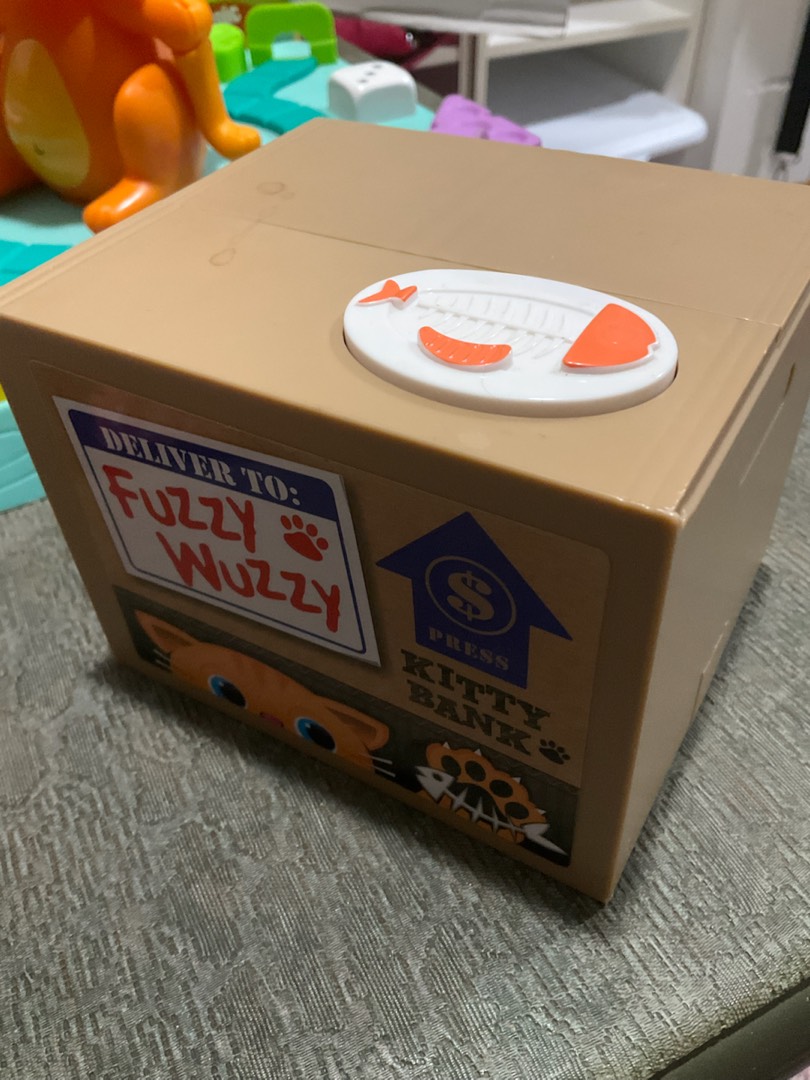 DELIVER TO:
FUZZY
WUZZY
$
PRESS
KITTY
BANK